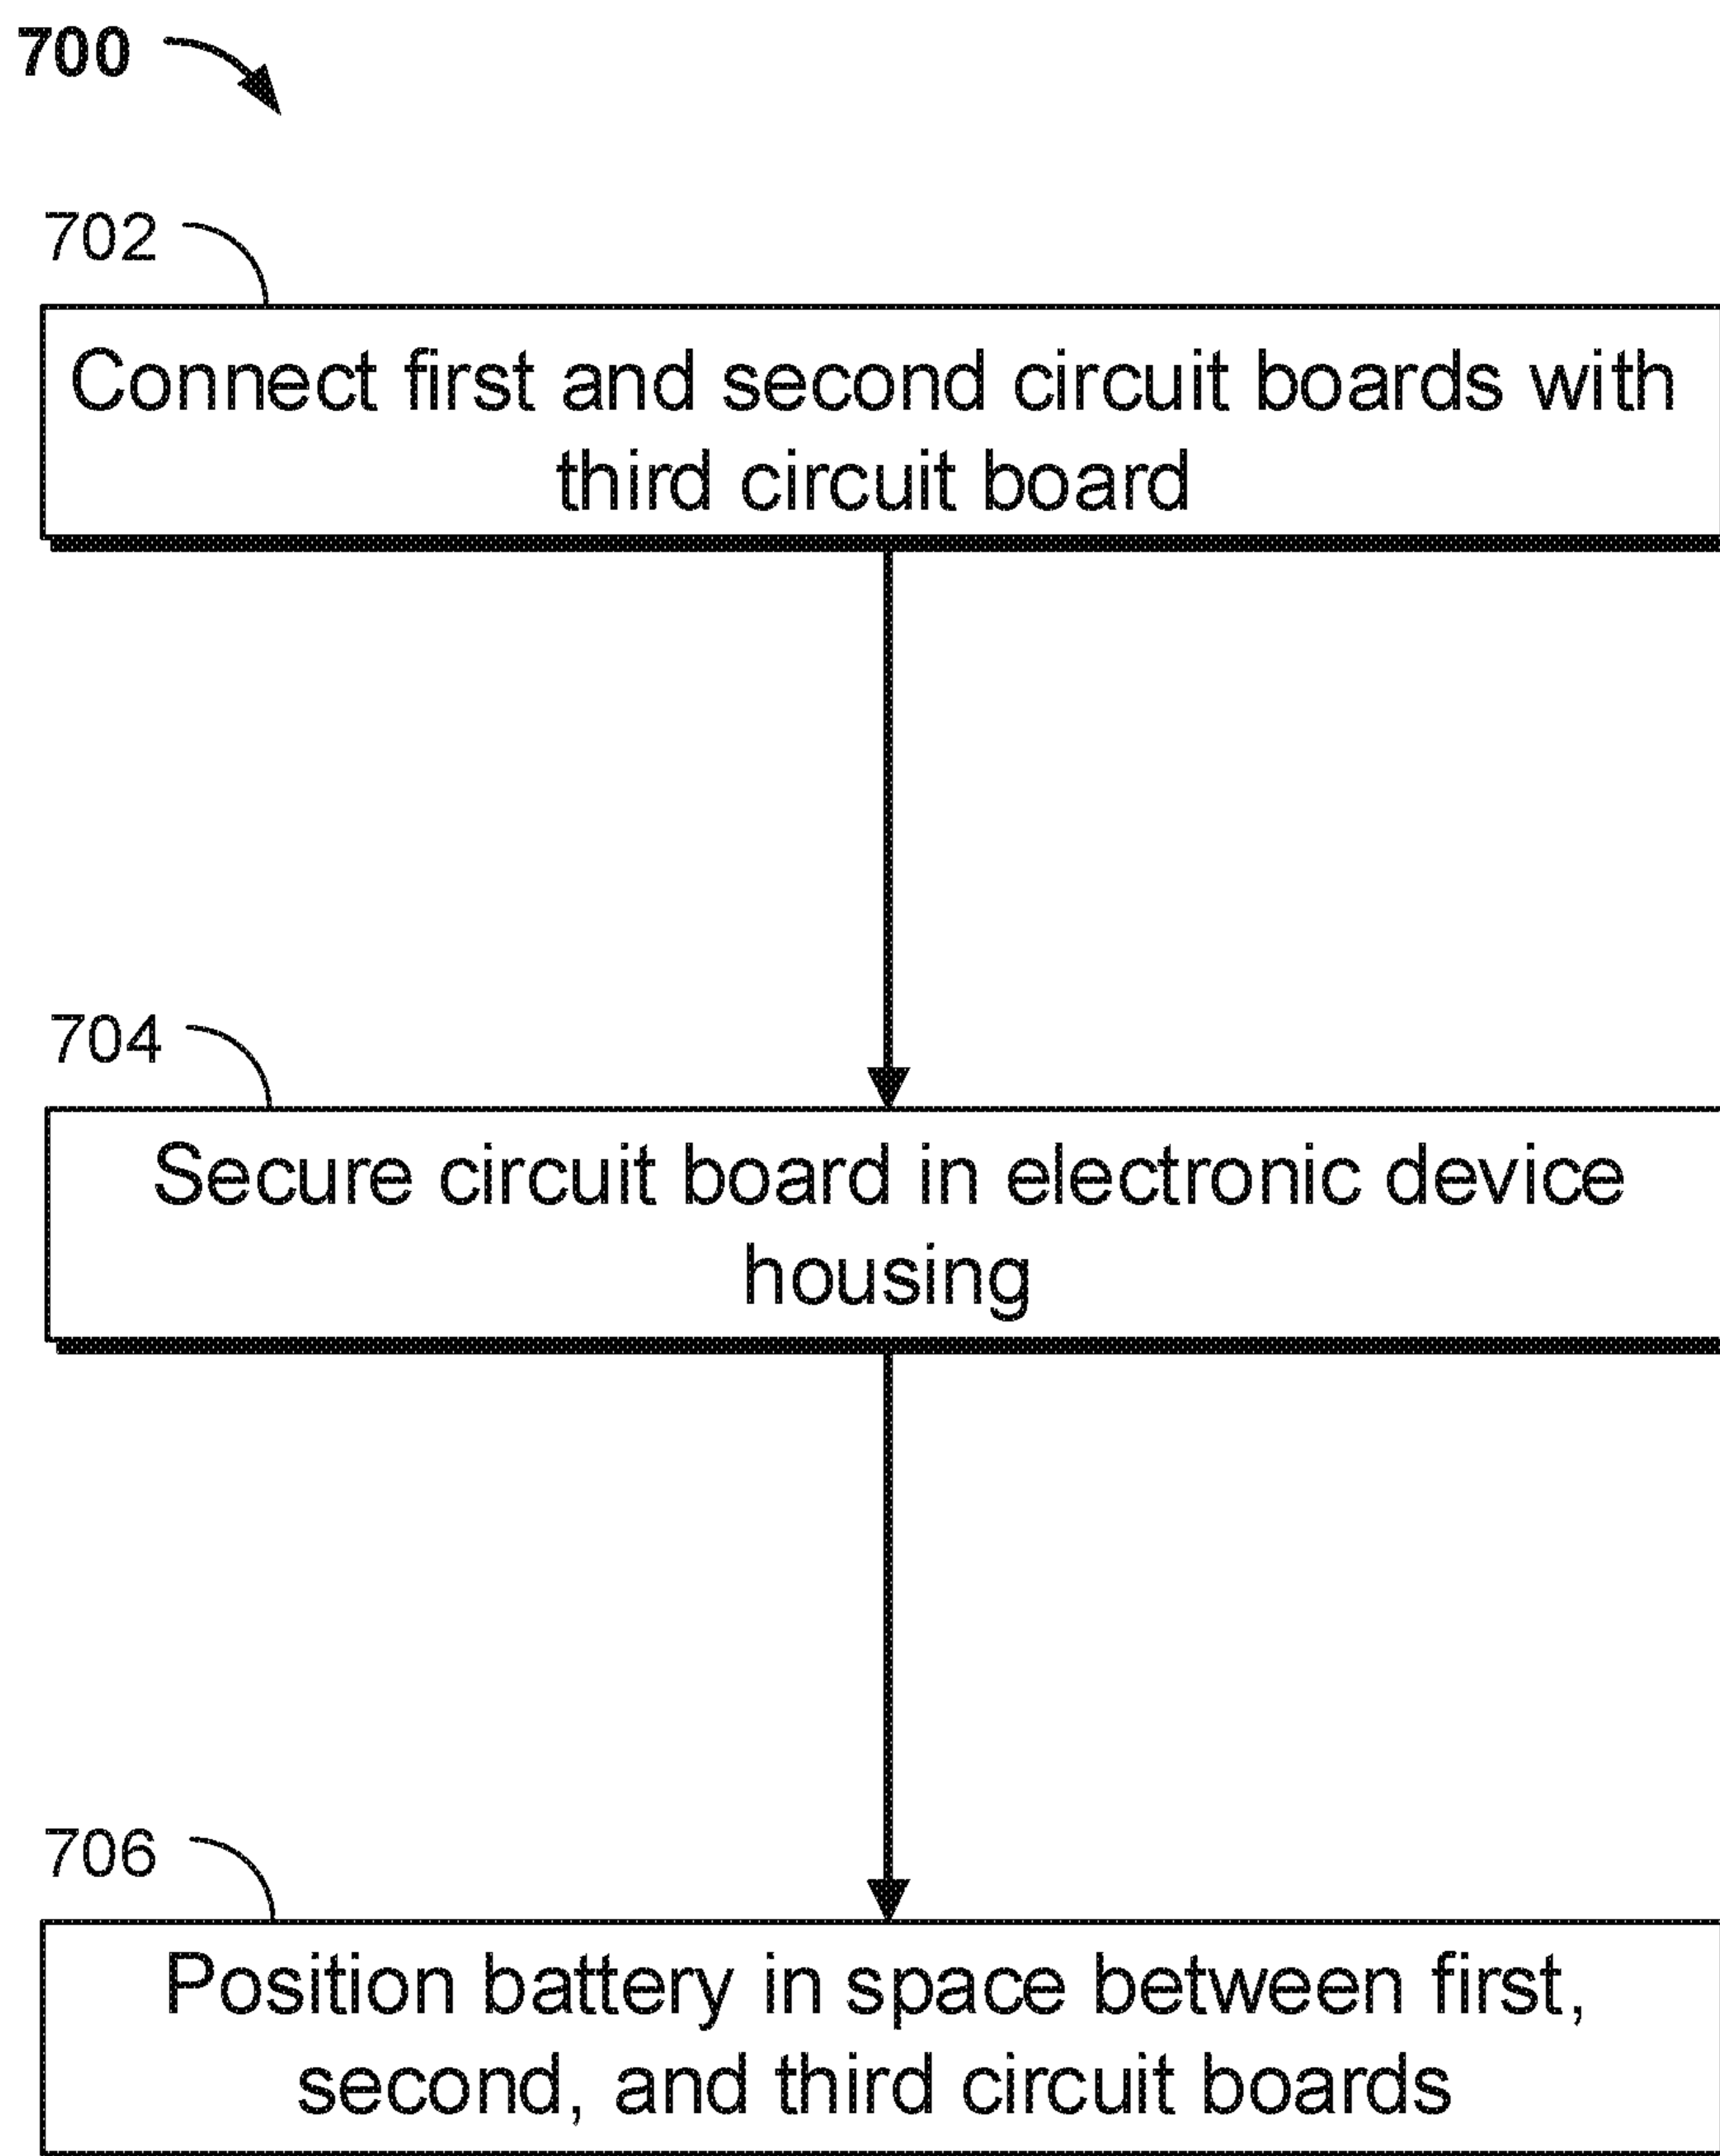 700
702
Connect first and second circuit boards with
third circuit board
704
Secure circuit board in electronic device
housing
706
Position battery in space between first,
second, and third circuit boards